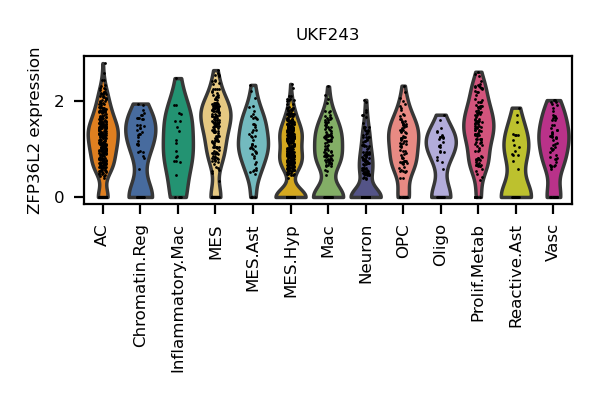 UKF243
ZFP36L2 expression
2
0
AC
Chromatin.Reg
Inflammatory.Mac
MES
MES.Ast
MES.Hyp
Mac
Neuron
OPC
Oligo
Prolif.Metab
Reactive.Ast
Vasc